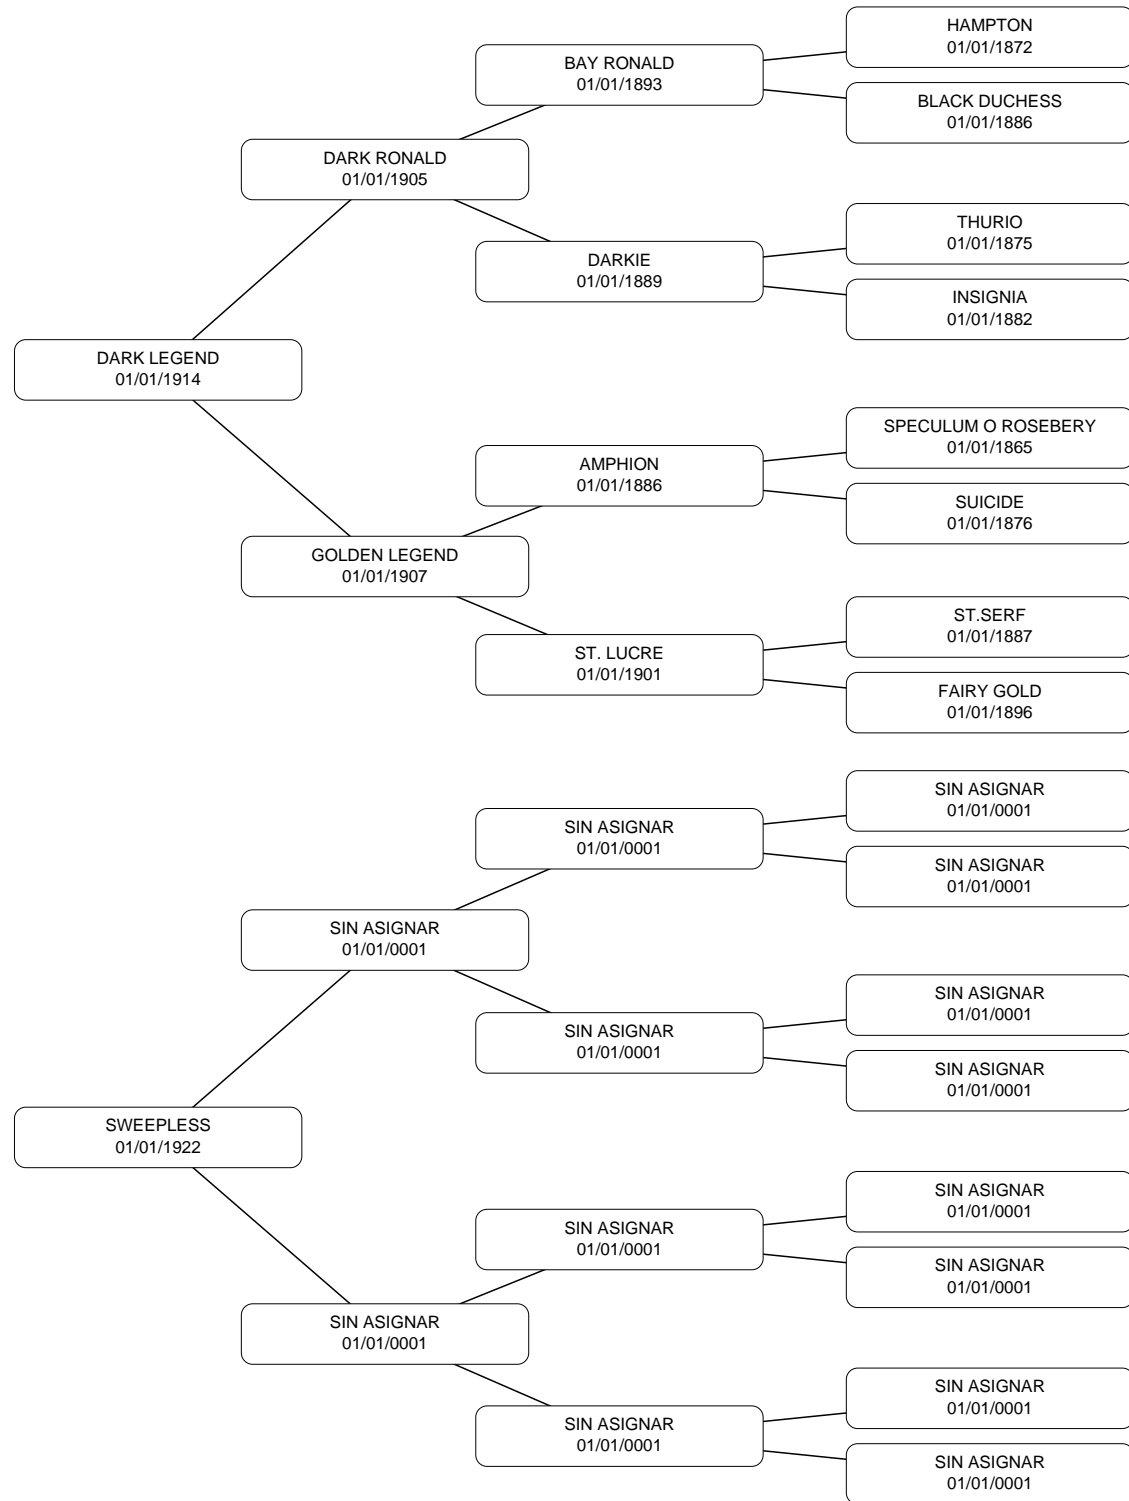 HAMPTON
01/01/1872
BAY RONALD
01/01/1893
BLACK DUCHESS
01/01/1886
DARK RONALD
01/01/1905
THURIO
01/01/1875
DARKIE
01/01/1889
INSIGNIA
01/01/1882
DARK LEGEND
01/01/1914
SPECULUM O ROSEBERY
01/01/1865
AMPHION
01/01/1886
SUICIDE
01/01/1876
GOLDEN LEGEND
01/01/1907
ST.SERF
01/01/1887
ST. LUCRE
01/01/1901
FAIRY GOLD
01/01/1896
SIN ASIGNAR
01/01/0001
SIN ASIGNAR
01/01/0001
SIN ASIGNAR
01/01/0001
SIN ASIGNAR
01/01/0001
SIN ASIGNAR
01/01/0001
SIN ASIGNAR
01/01/0001
SIN ASIGNAR
01/01/0001
SWEEPLESS
01/01/1922
SIN ASIGNAR
01/01/0001
SIN ASIGNAR
01/01/0001
SIN ASIGNAR
01/01/0001
SIN ASIGNAR
01/01/0001
SIN ASIGNAR
01/01/0001
SIN ASIGNAR
01/01/0001
SIN ASIGNAR
01/01/0001